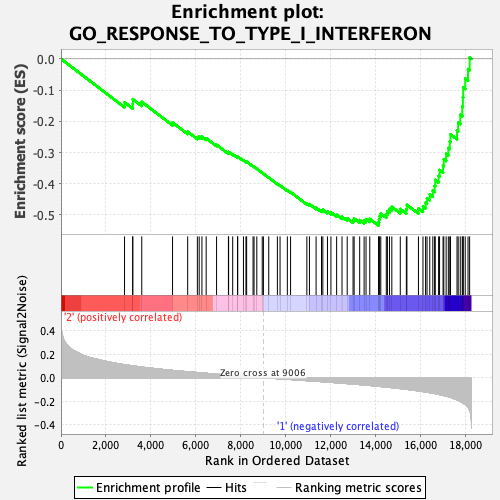 Enrichment plot:
GO_RESPONSE_TO_TYPE_I_INTERFERON
Enrichment score (ES)
0.0
-0.1
-0.2
-0.3
-0.4
-0.5
'2' (positively correlated)
Ranked list metric (Signal2Noise)
0.4
0.2
0.0
-0.2
-0.4
Zero cross at 9006
'1' (negatively correlated)
0
2,000
4,000
6,000
8,000
10,000
12,000
14,000
16,000
18,000
Rank in Ordered Dataset
Enrichment profile
Hits
Ranking metric scores